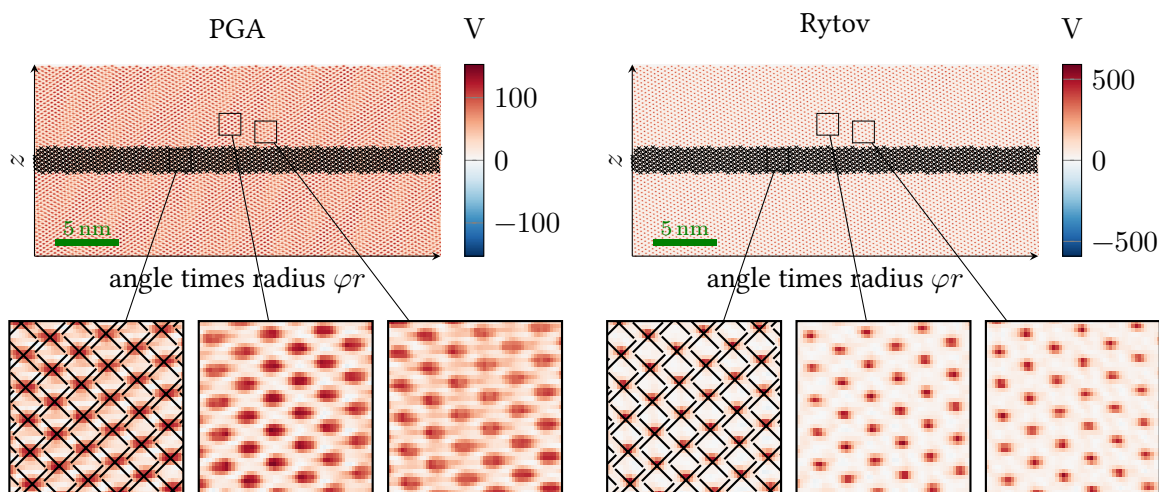 PGA
V
100
0
−100
z
5 nm
angle times radius φr
Rytov
V
500
0
−500
z
5 nm
angle times radius φr